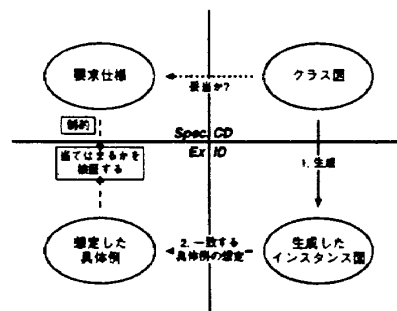 要求仕様
妥当か?
クラス図
制約
Spec. CD
Ex ID
当てはまるかを
検証する
1. 生成
想定した
具体例
2. 一致する
具体例の想定
生成した
インスタンス図